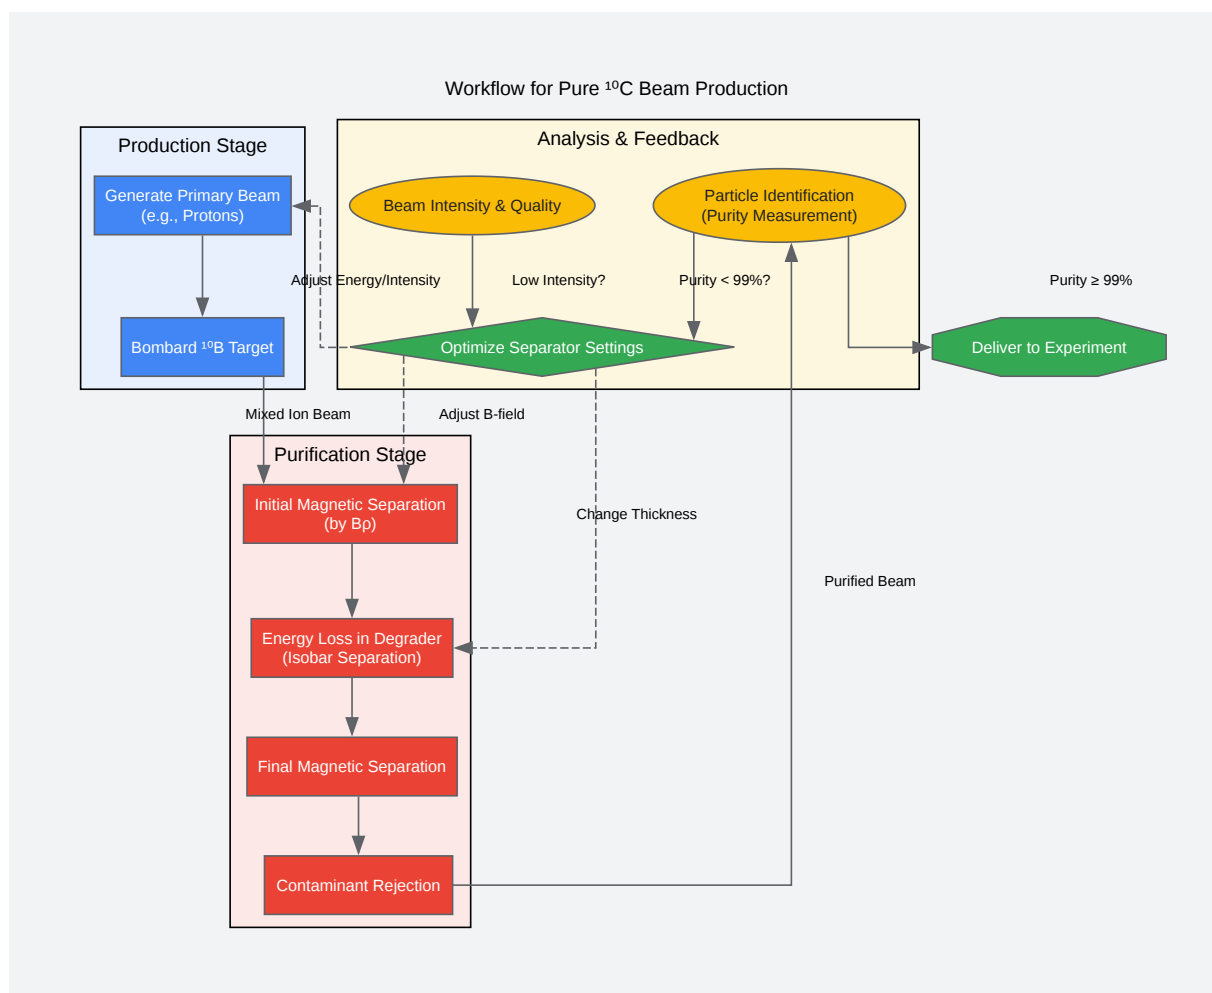 Workflow for Pure ¹⁰C Beam Production
Production Stage
Generate Primary Beam
(e.g., Protons)
Bombard ¹⁰B Target
Analysis & Feedback
Beam Intensity & Quality
Particle Identification
(Purity Measurement)
Adjust Energy/Intensity
Low Intensity?
Purity < 99%?
Purity ≥ 99%
Optimize Separator Settings
Deliver to Experiment
Mixed Ion Beam
Adjust B-field
Purification Stage
Initial Magnetic Separation
(by Bρ)
Change Thickness
Purified Beam
Energy Loss in Degrader
(Isobar Separation)
Final Magnetic Separation
Contaminant Rejection